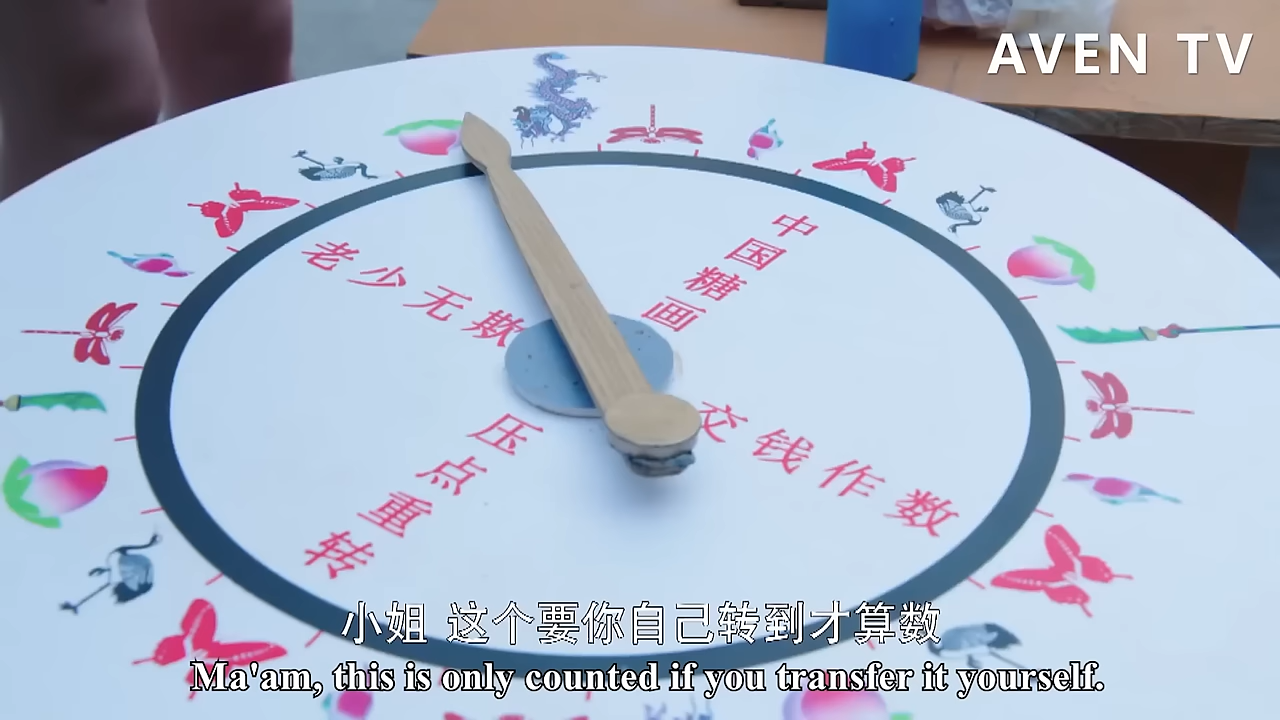 AVEN TV
中国糖画
老少无欺
交钱作数
压点重转
小姐 这个要你自己转到才算数
Ma'am, this is only counted if you transfer it yourself.